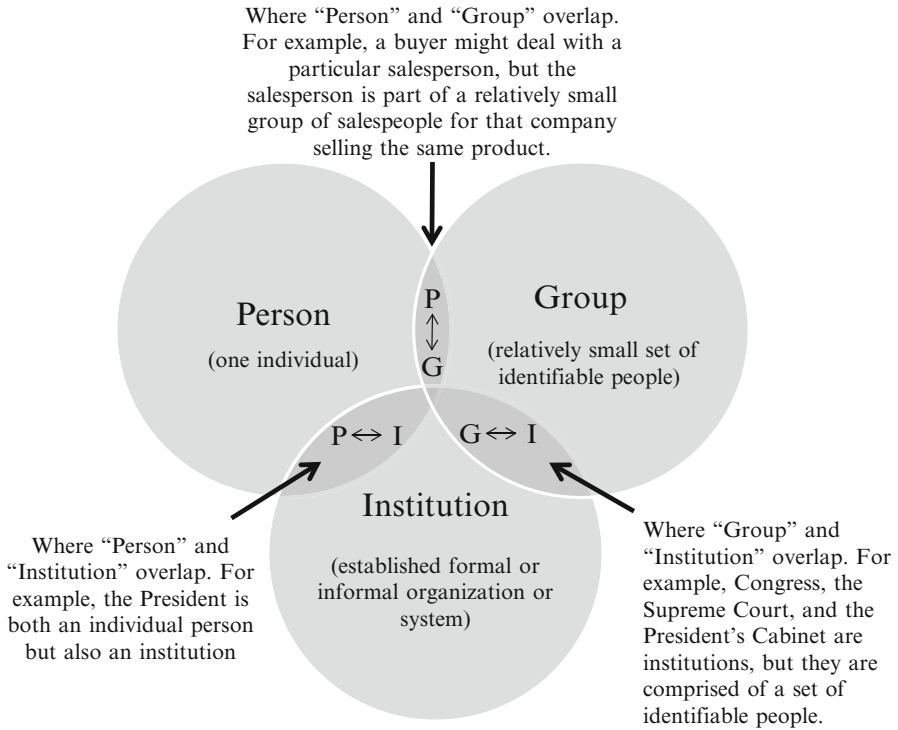 Where “Person” and “Group” overlap.
For example, a buyer might deal with a
particular salesperson, but the
salesperson is part of a relatively small
group of salespeople for that company
selling the same product.
Person
(one individual)
P
G
Group
(relatively small set of
identifiable people)
P I
G I
Institution
(established formal or
informal organization or
system)
Where “Person” and
“Institution” overlap. For
example, the President is
both an individual person
but also an institution
Where “Group” and
“Institution” overlap. For
example, Congress, the
Supreme Court, and the
President’s Cabinet are
institutions, but they are
comprised of a set of
identifiable people.